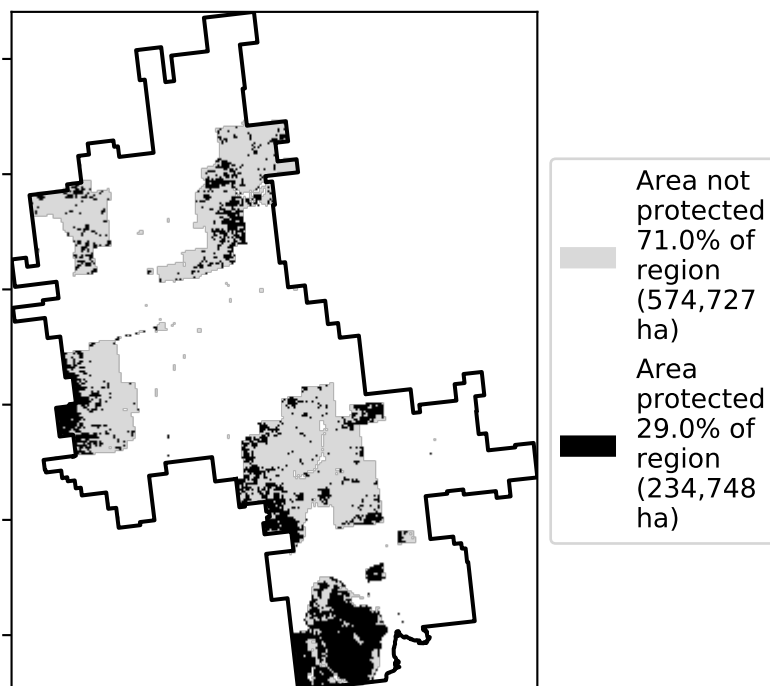 Area not
protected
71.0% of
region
(574,727
ha)
Area
protected
29.0% of
region
(234,748
ha)